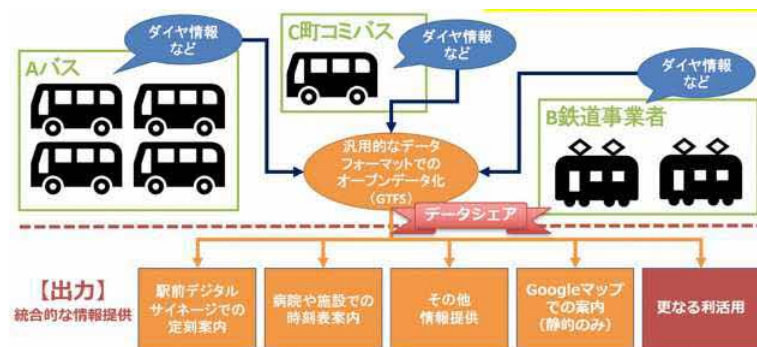 Aバス
ダイヤ情報
など
C町コミバス
ダイヤ情報
など
ダイヤ情報
など
B鉄道事業者
汎用的なデータ
フォーマットでの
オープンデータ化
(GTFS)
データシェア
【出力】
統合的な情報提供
駅前デジタル
サイネージでの
定刻案内
病院や施設での
時刻表案内
その他
情報提供
Googleマップ
での案内
(静的のみ)
更なる利活用